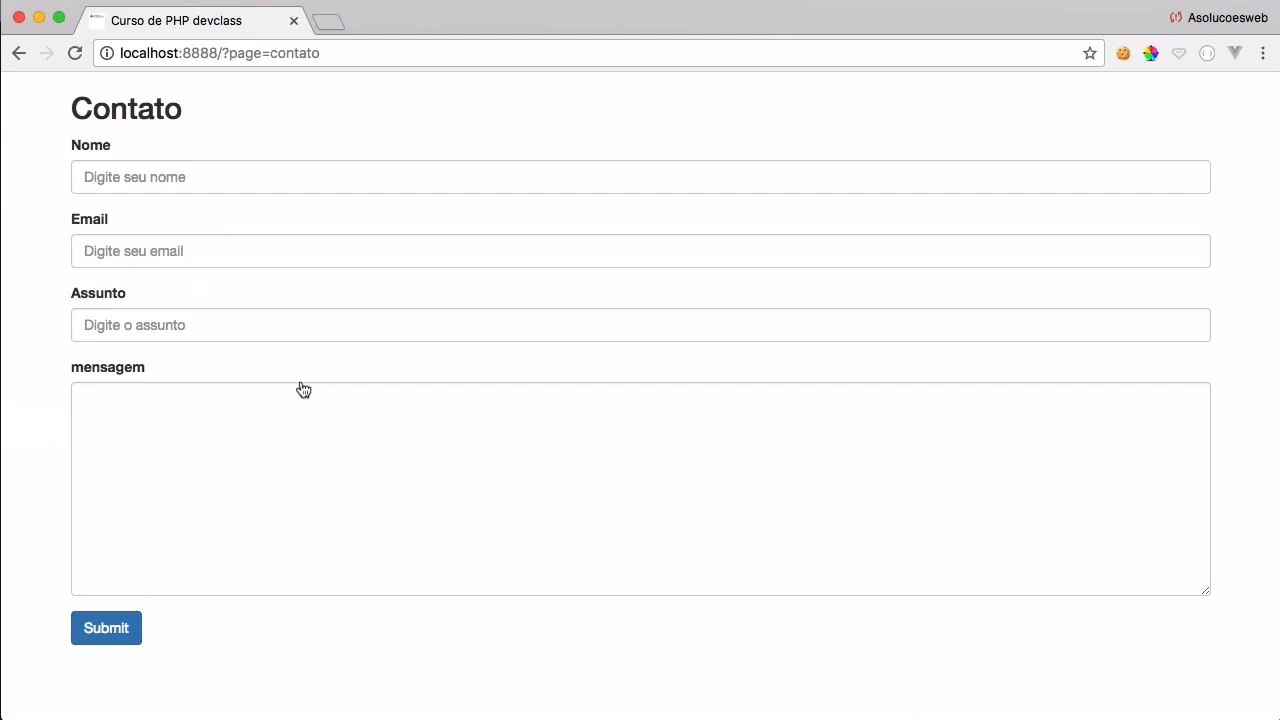 Curso de PHP devclass
Asolucoesweb
localhost:8888/?page=contato
Contato
Nome
Digite seu nome
Email
Digite seu email
Assunto
Digite o assunto
mensagem
Submit